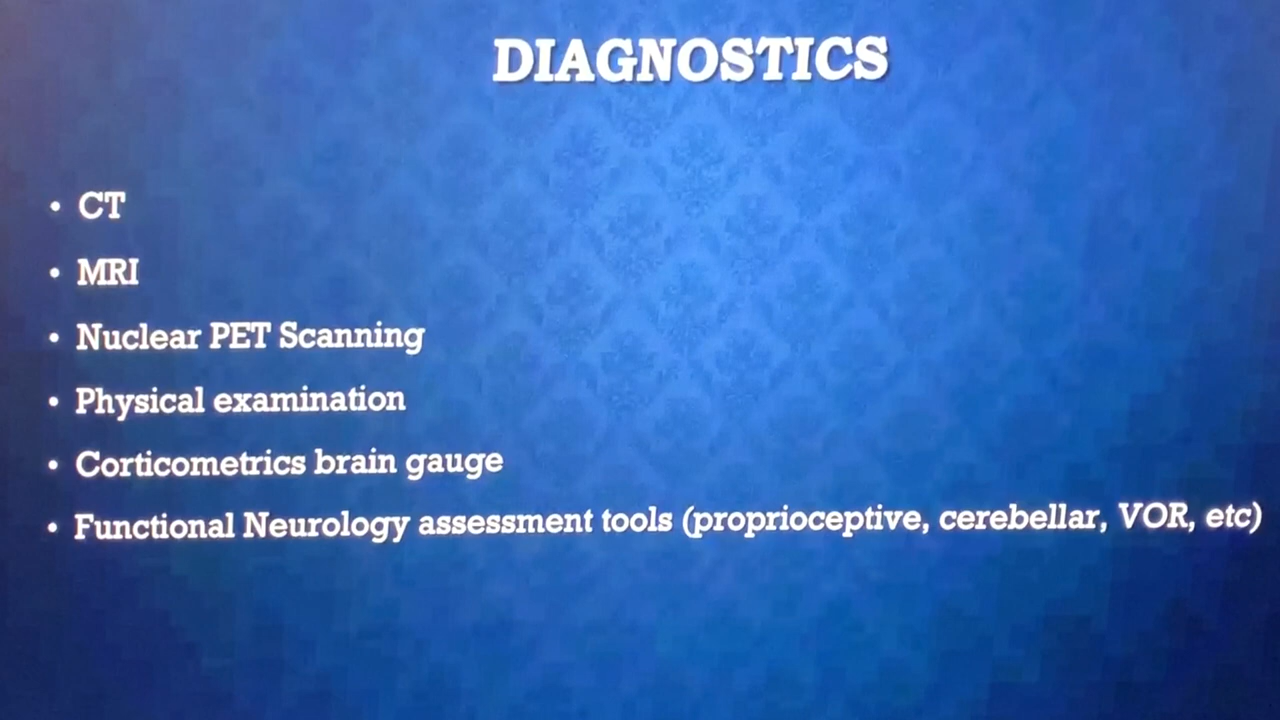 DIAGNOSTICS
• CT
• MRI
• Nuclear PET Scanning
• Physical examination
• Corticometrics brain gauge
• Functional Neurology assessment tools (proprioceptive, cerebellar, VOR, etc)